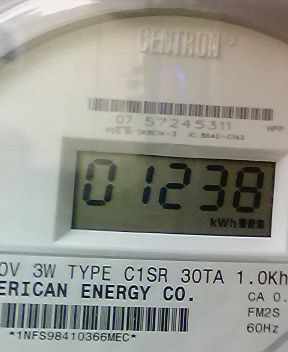 CENTRON®
07 57245311
HPP
01238
kWh
0V 3W TYPE C1SR 30TA 1.0Kh
ERICAN ENERGY CO.
CA 0.
FM2S
*1NFS98410366MEC*
60Hz